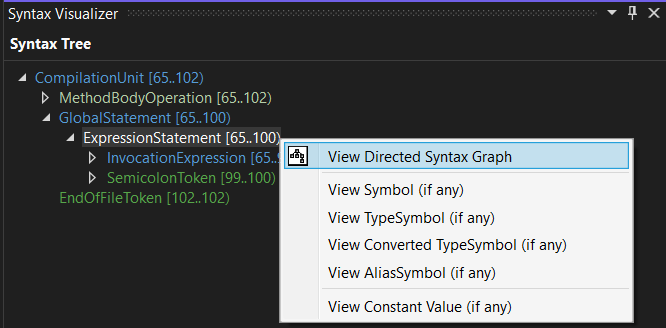 Syntax Visualizer
Syntax Tree
CompilationUnit [65..102)
MethodBodyOperation [65..102)
GlobalStatement [65..100)
ExpressionStatement [65..100)
InvocationExpression [65..
SemicolonToken [99..100)
EndOfFileToken [102..102)
View Directed Syntax Graph
View Symbol (if any)
View TypeSymbol (if any)
View Converted TypeSymbol (if any)
View AliasSymbol (if any)
View Constant Value (if any)